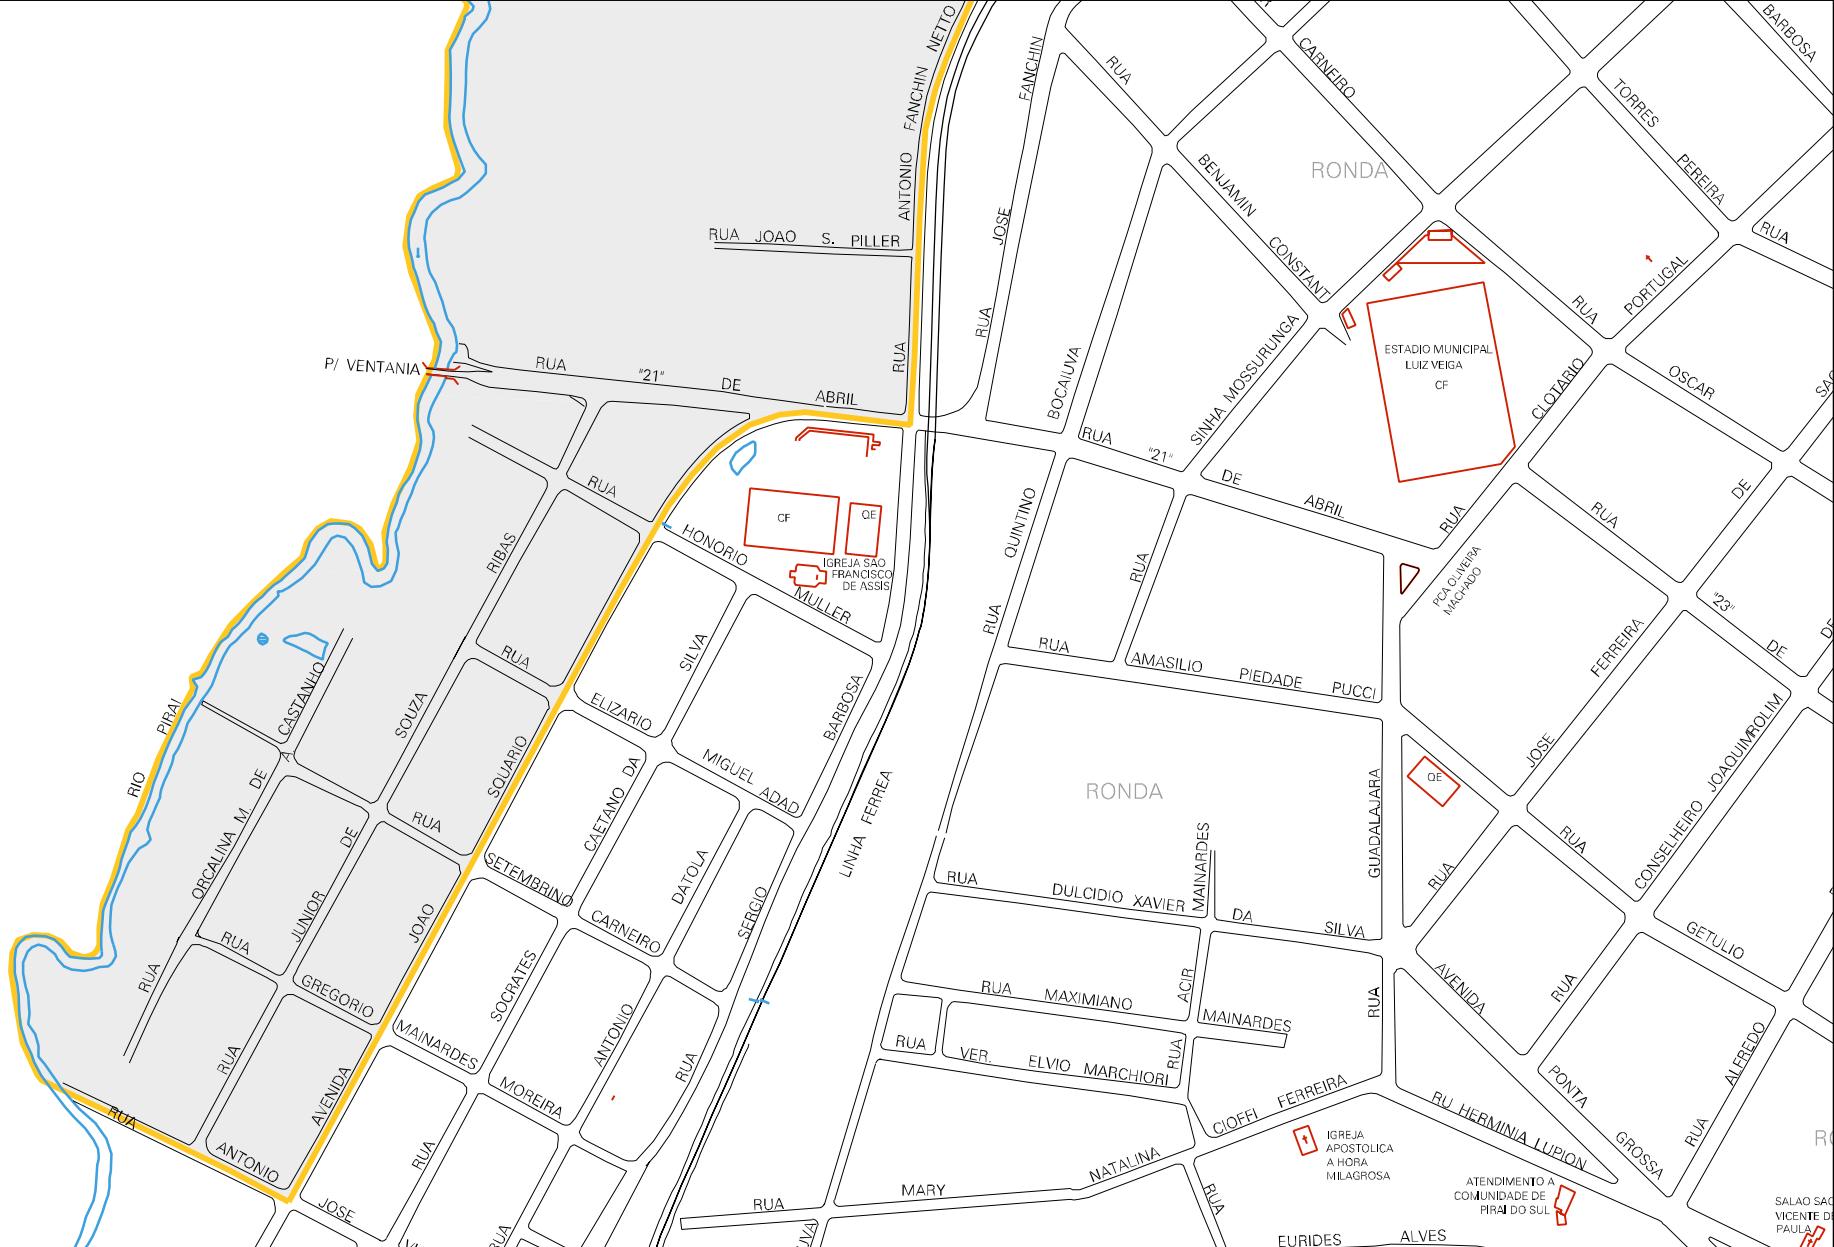 RUA ANTONIO FANCHIN NETTO
RUA JOSE FANCHIN
RUA
CARNEIRO
BARBOSA
TORRES
PEREIRA
RUA
BENJAMIN
CONSTANT
RONDA
RUA JOAO S. PILLER
RUA
PORTUGAL
P/ VENTANIA
RUA "21" DE ABRIL
BOCAIUVA
SINHA MOSSURUNGA
ESTADIO MUNICIPAL
LUIZ VEIGA
CF
RUA CLOTARIO
OSCAR
RUA "21" DE ABRIL
RUA
DE
RUA
HONORIO
MULLER
CF
QE
IGREJA SAO
FRANCISCO
DE ASSIS
RIBAS
SOUZA
DE
JUNIOR
RUA
RUA QUINTINO
RUA
PCA OLIVEIRA
MACHADO
"23"
DE
DE
RUA AMASILIO PIEDADE PUCCI
RUA
ELIZARIO
SILVA
DA
CAETANO
SOCRATES
RUA
MIGUEL ADAD
BARBOSA
SERGIO
RUA
RIO PIRAI
RUA ORCALINA M. DE A CASTANHO
AVENIDA JOAO SQUARIO
LINHA FERREA
RONDA
RUA GUADALAJARA
QE
RUA JOSE FERREIRA
CONSELHEIRO JOAQUIM ROLIM
RUA
RUA
SETEMBRINO
CARNEIRO
DATOLA
ANTONIO
RUA
RUA DULCIDIO XAVIER DA SILVA
RUA ACIR MAINARDES
RUA
GETULIO
RUA
GREGORIO
MAINARDES
MOREIRA
RUA MAXIMIANO MAINARDES
AVENIDA
PONTA
GROSSA
RUA VER. ELVIO MARCHIORI
RUA ALFREDO
RUA
ANTONIO
JOSE
RUA
CIOFFI FERREIRA
RU HERMINIA LUPION
IGREJA
APOSTOLICA
A HORA
MILAGROSA
RUA MARY NATALINA
RUA
ATENDIMENTO A
COMUNIDADE DE
PIRAI DO SUL
SALAO SAO
VICENTE DE
PAULA
EURIDES ALVES